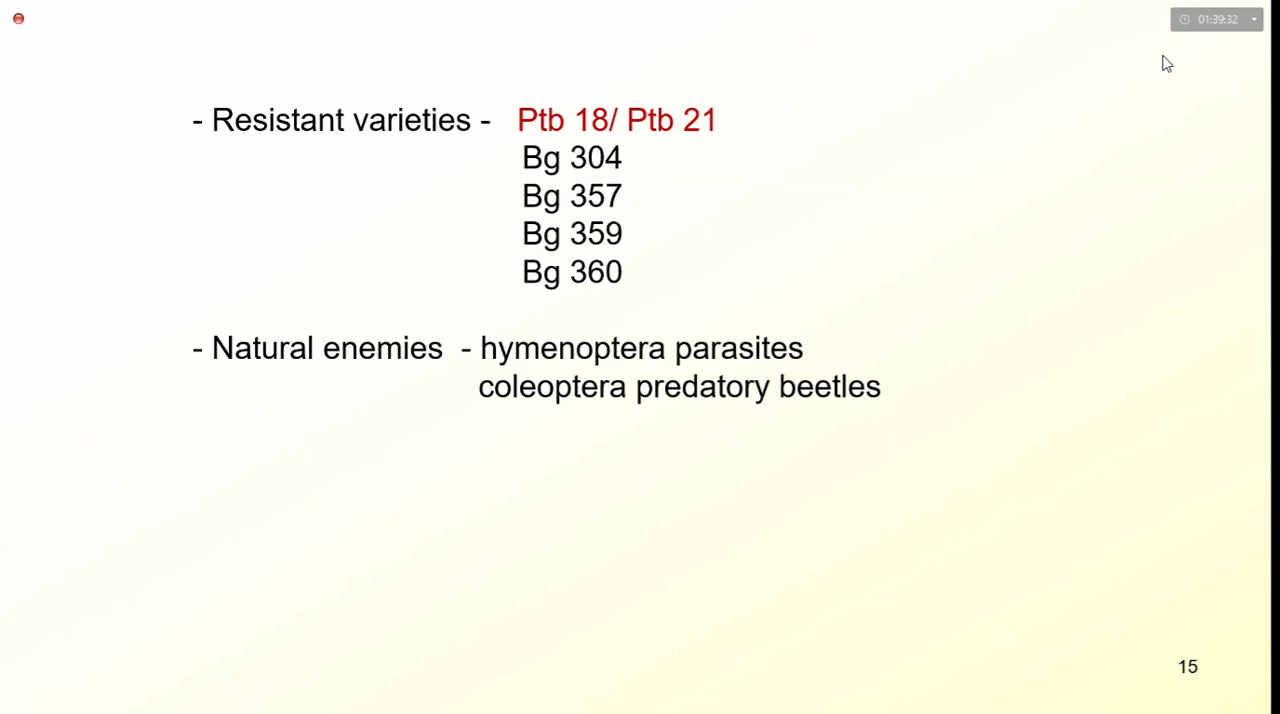 01:39:32
- Resistant varieties - Ptb 18/ Ptb 21
Bg 304
Bg 357
Bg 359
Bg 360
- Natural enemies - hymenoptera parasites
coleoptera predatory beetles
15